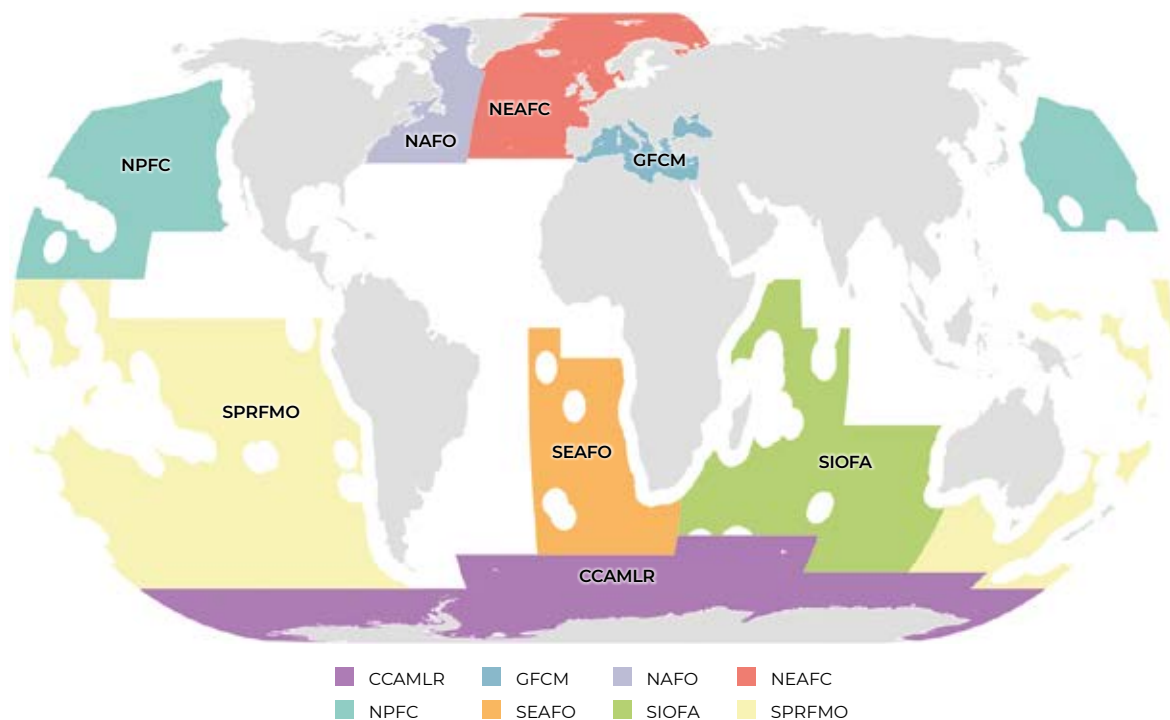 NEAFC
NAFO
GFCM
NPFC
SPRFMO
SEAFO
SIOFA
CCAMLR
CCAMLR GFCM NAFO NEAFC
NPFC SEAFO SIOFA SPRFMO